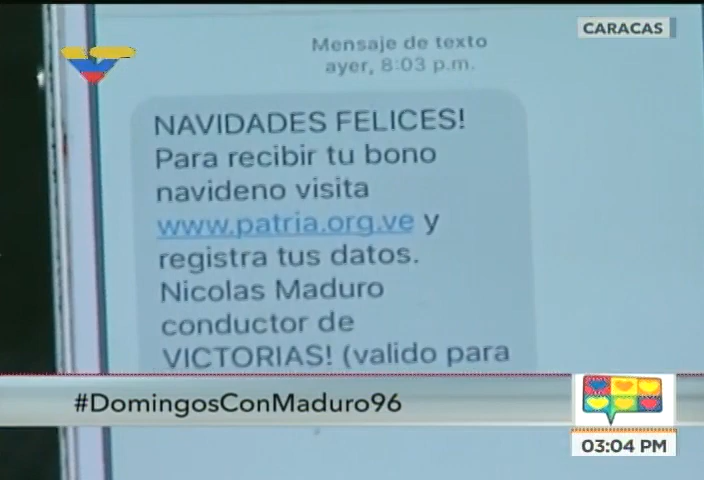 CARACAS
Mensaje de texto
ayer, 8:03 p.m.
NAVIDADES FELICES!
Para recibir tu bono
navideno visita
www.patria.org.ve y
registra tus datos.
Nicolas Maduro
conductor de
VICTORIAS! (valido para
#DomingosConMaduro96
03:04 PM